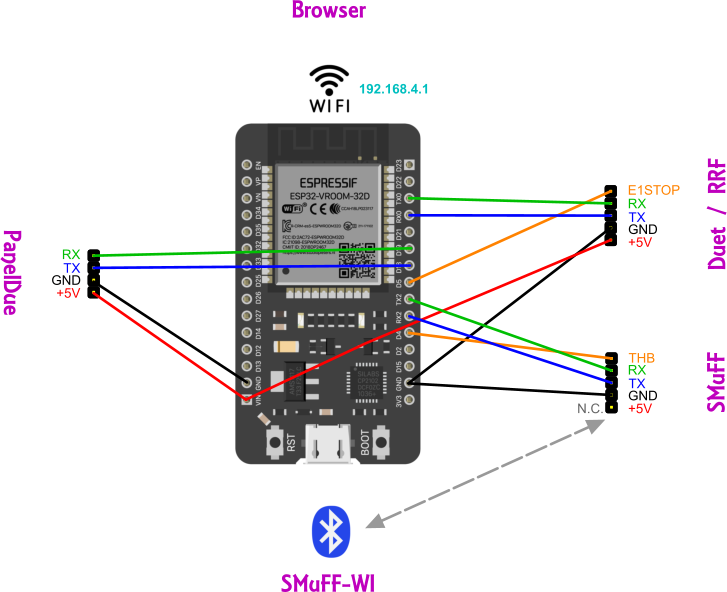 Browser
WIFI
192.168.4.1
ESPRESSIF
ESP32-WROOM-32D
WiFi CE
EN
VP
VN
D34
D35
D32
D33
D25
D26
D27
D14
D12
D13
GND
VIN
D23
D22
TX0
RX0
D21
D19
D18
D5
TX2
RX2
D4
D2
D15
GND
3V3
RST
BOOT
PanelDue
RX
TX
GND
+5V
Duet / RRF
E1STOP
RX
TX
GND
+5V
SMuFF
THB
RX
TX
GND
N.C. +5V
SMuFF-WI